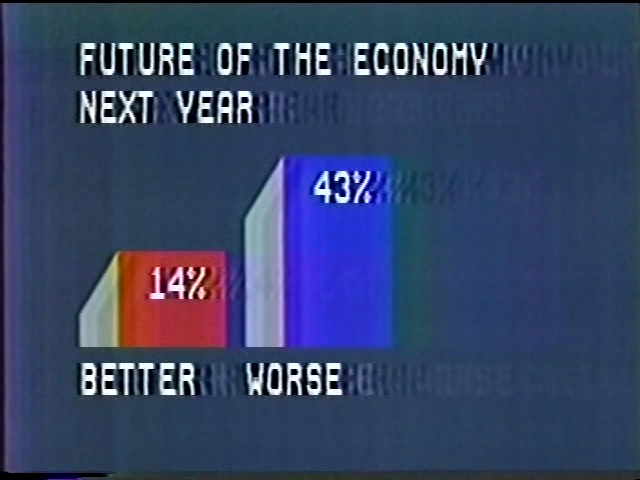 FUTURE OF THE ECONOMY
NEXT YEAR
43%
14%
BETTER WORSE